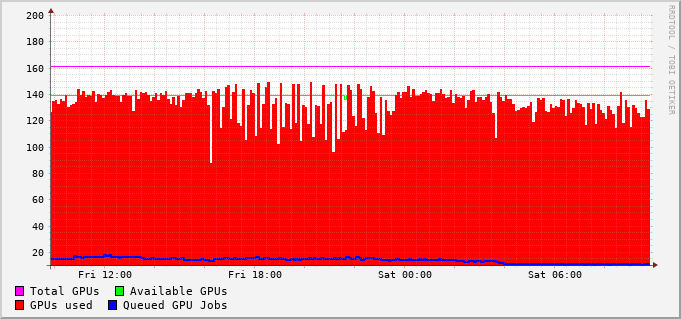 RRDTOOL / TOBI OETIKER
200
180
160
140
120
100
80
60
40
20
Fri 12:00 Fri 18:00 Sat 00:00 Sat 06:00
Total GPUs Available GPUs
GPUs used Queued GPU Jobs